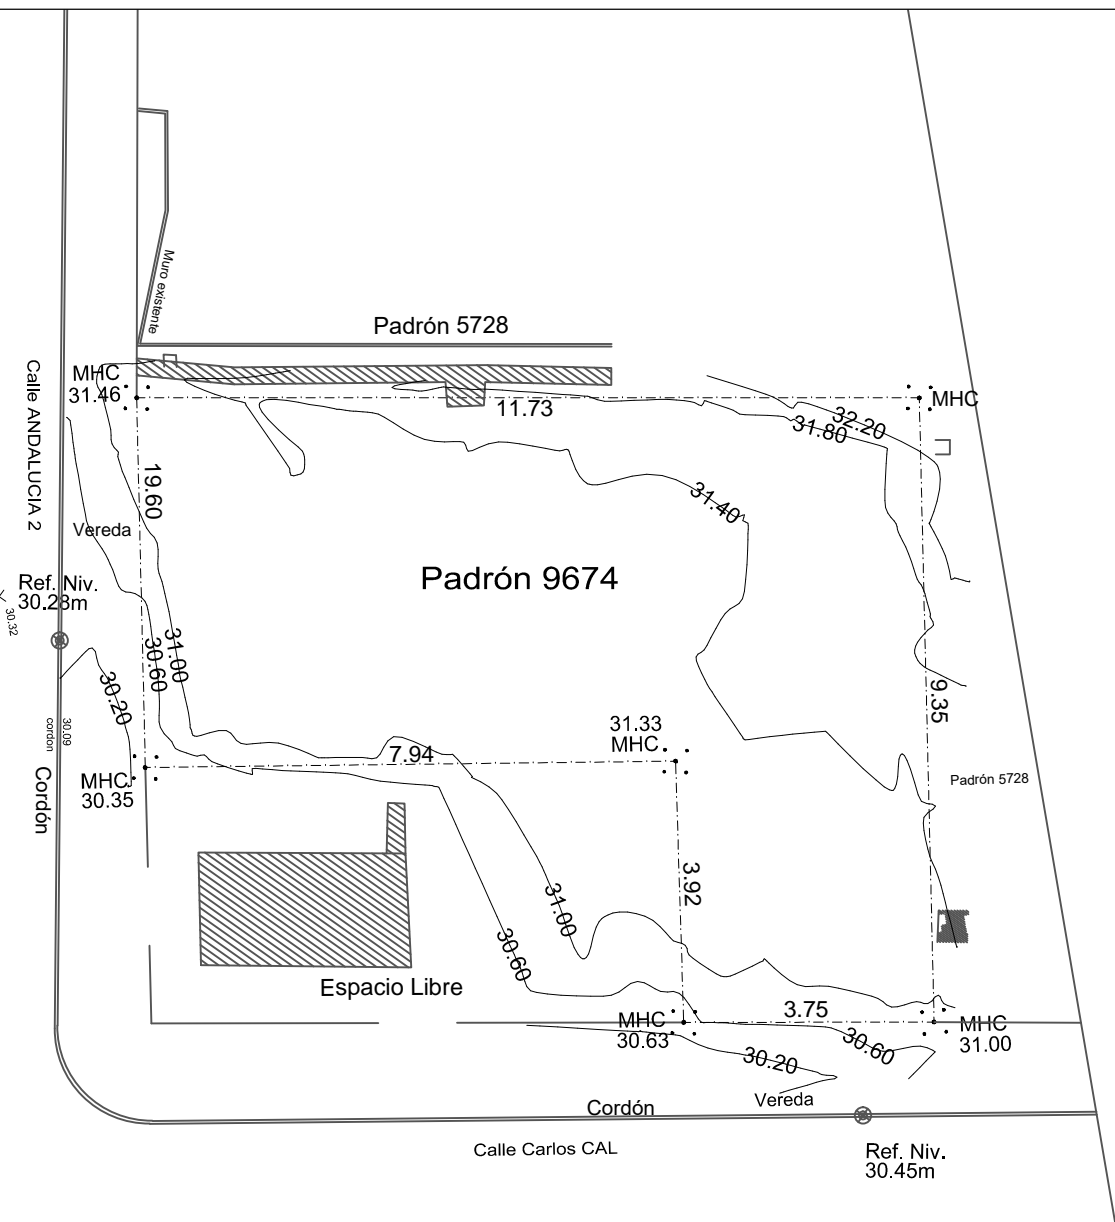 Muro existente
Padrón 5728
MHC
31.46
11.73
MHC
32.20
31.80
Calle ANDALUCIA 2
19.60
31.40
Vereda
Padrón 9674
Ref. Niv.
30.28m
30.32
31.00
30.60
30.20
9.35
30.09
cordon
31.33
MHC
7.94
Cordón
MHC
30.35
Padrón 5728
3.92
31.00
30.60
Espacio Libre
3.75
MHC
30.63
MHC
31.00
30.60
30.20
Vereda
Cordón
Calle Carlos CAL
Ref. Niv.
30.45m